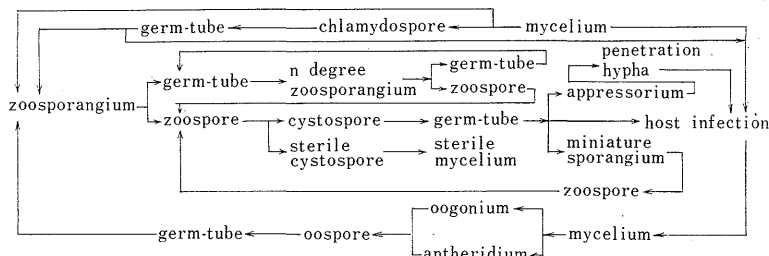 germ-tube chlamydospore mycelium
penetration
germ-tube n degree germ-tube hypha
zoosporangium zoosporangium zoospore appressorium
zoospore cystospore germ-tube host infection
sterile sterile miniature
cystospore mycelium sporangium
zoospore
oogonium
germ-tube oospore mycelium
antheridium